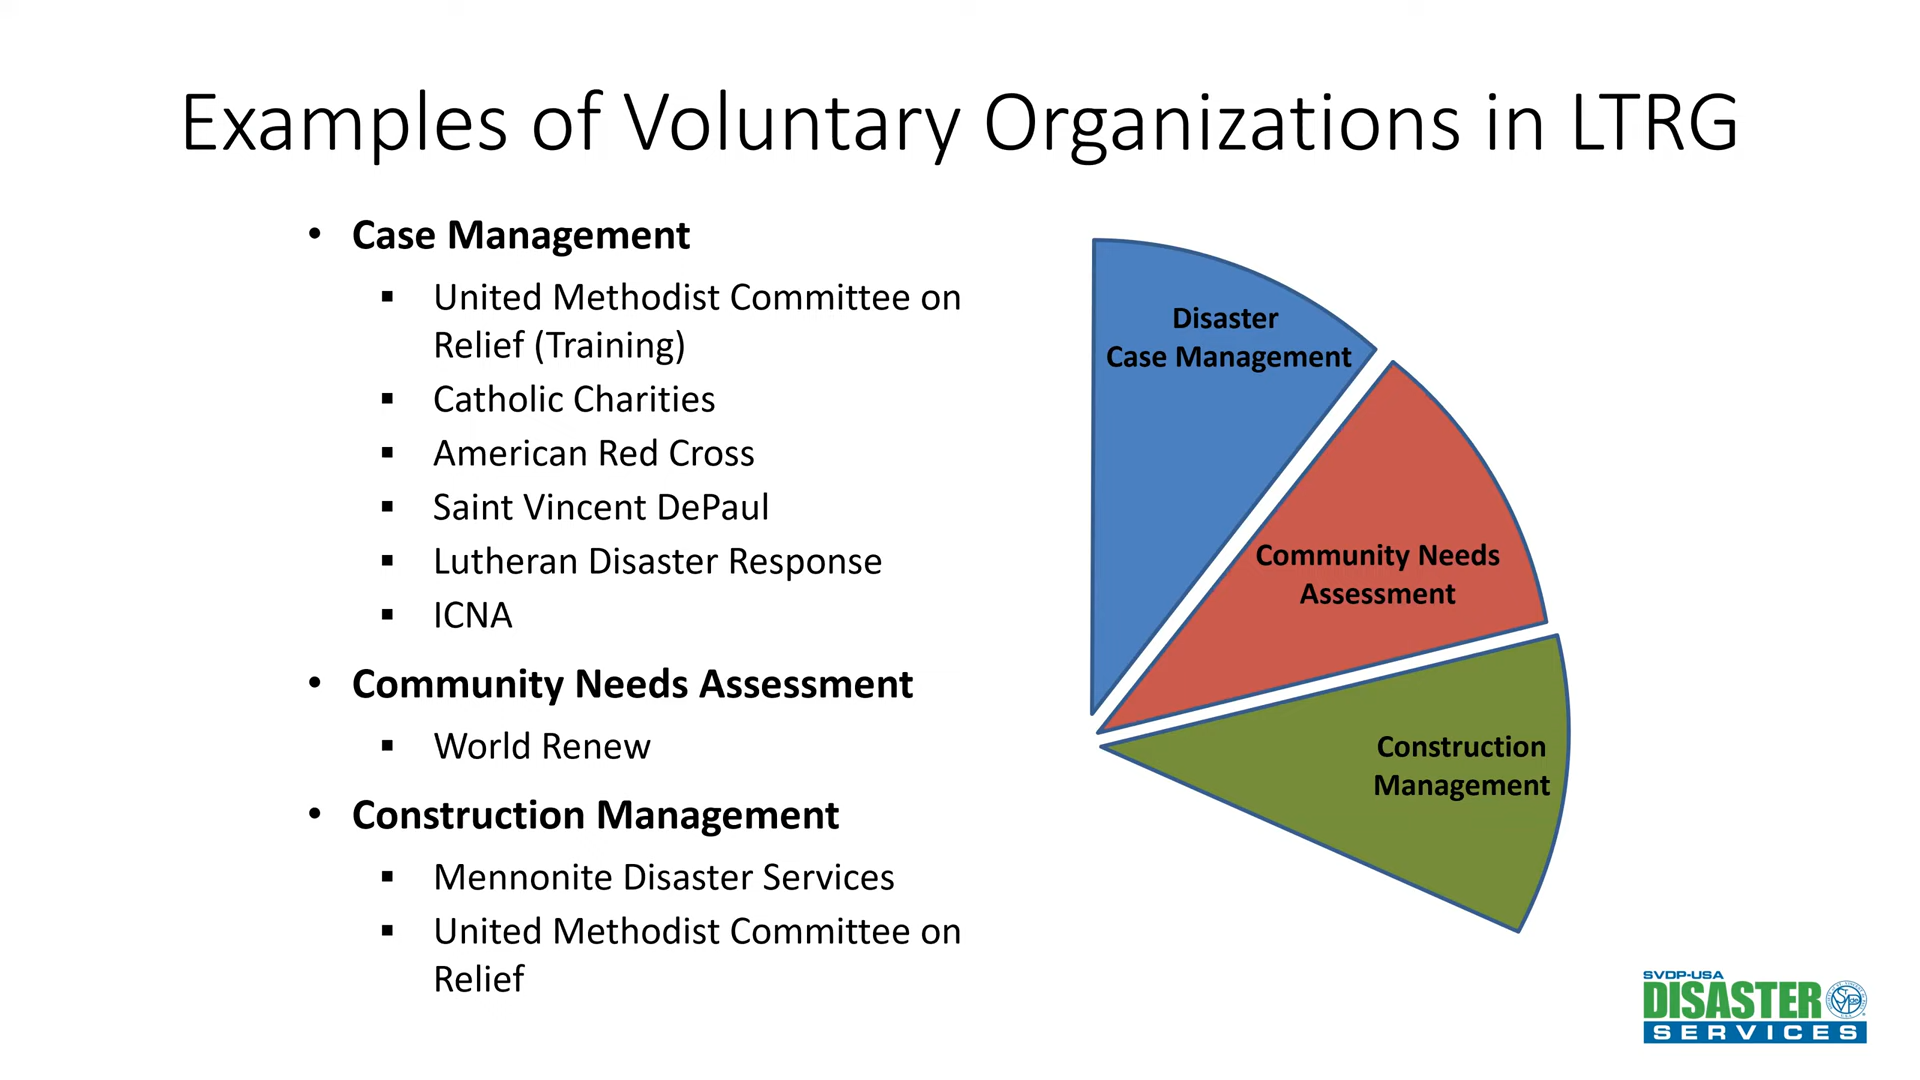 Examples of Voluntary Organizations in LTRG
• Case Management
▪ United Methodist Committee on
Relief (Training)
▪ Catholic Charities
▪ American Red Cross
▪ Saint Vincent DePaul
▪ Lutheran Disaster Response
▪ ICNA
• Community Needs Assessment
▪ World Renew
• Construction Management
▪ Mennonite Disaster Services
▪ United Methodist Committee on
Relief
Disaster
Case Management
Community Needs
Assessment
Construction
Management
SVDP-USA
DISASTER
SERVICES